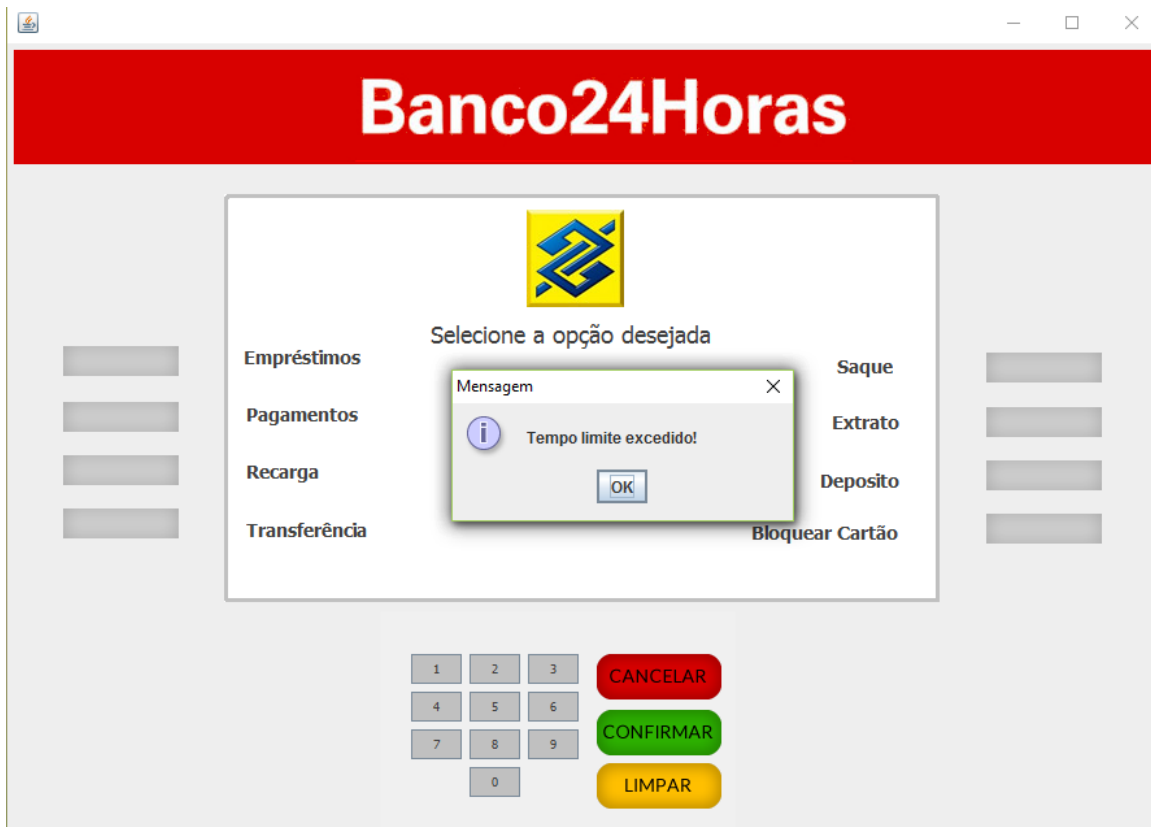 Banco24Horas
Selecione a opção desejada
Empréstimos
Saque
Pagamentos
Extrato
Recarga
Deposito
Transferência
Bloquear Cartão
Mensagem
Tempo limite excedido!
OK
1 2 3
CANCELAR
4 5 6
CONFIRMAR
7 8 9
0
LIMPAR